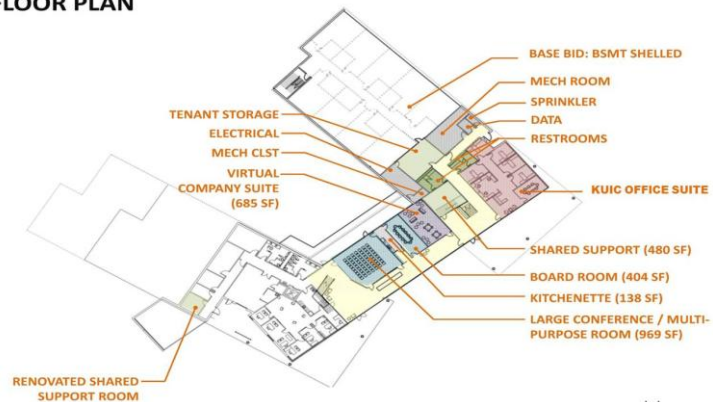 FLOOR PLAN
BASE BID: BSMT SHELLED
MECH ROOM
SPRINKLER
DATA
RESTROOMS
KUIC OFFICE SUITE
SHARED SUPPORT (480 SF)
BOARD ROOM (404 SF)
KITCHENETTE (138 SF)
LARGE CONFERENCE / MULTI-
PURPOSE ROOM (969 SF)
TENANT STORAGE
ELECTRICAL
MECH CLST
VIRTUAL
COMPANY SUITE
(685 SF)
RENOVATED SHARED
SUPPORT ROOM